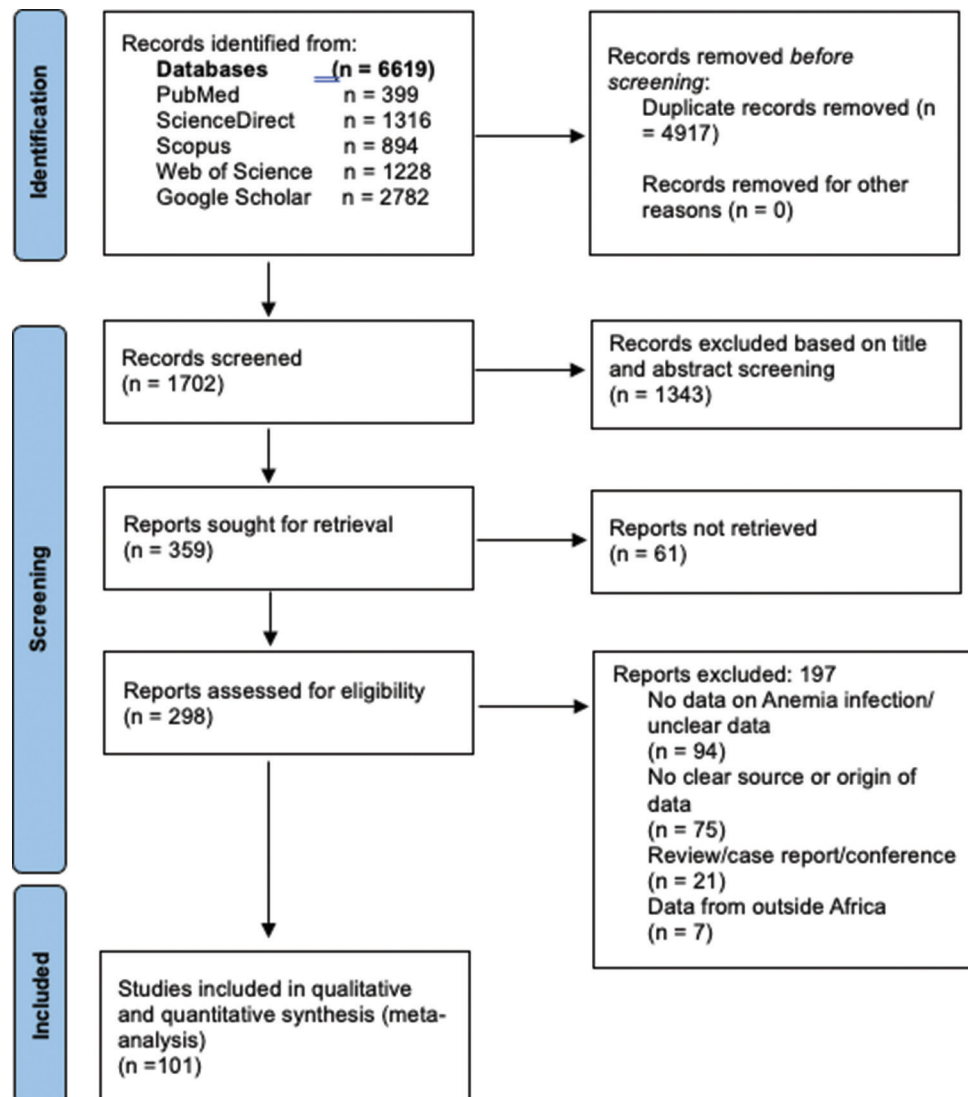 Identification
Records identified from:
Databases (n = 6619)
PubMed n = 399
ScienceDirect n = 1316
Scopus n = 894
Web of Science n = 1228
Google Scholar n = 2782
Records removed before
screening:
Duplicate records removed (n
= 4917)
Records removed for other
reasons (n = 0)
Screening
Records screened
(n = 1702)
Records excluded based on title
and abstract screening
(n = 1343)
Reports sought for retrieval
(n = 359)
Reports not retrieved
(n = 61)
Reports assessed for eligibility
(n = 298)
Reports excluded: 197
No data on Anemia infection/
unclear data
(n = 94)
No clear source or origin of
data
(n = 75)
Review/case report/conference
(n = 21)
Data from outside Africa
(n = 7)
Included
Studies included in qualitative
and quantitative synthesis (meta-
analysis)
(n =101)